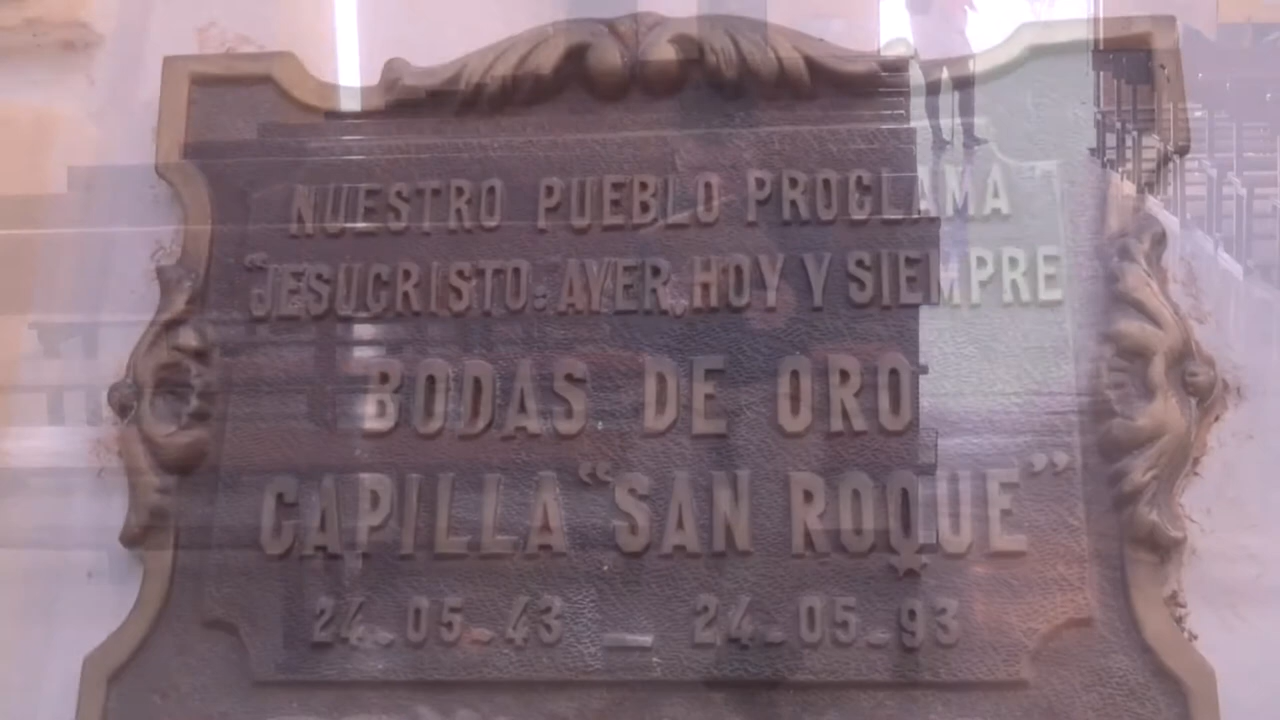 NUESTRO PUEBLO PROCLAMA
"JESUCRISTO: AYER, HOY Y SIEMPRE
BODAS DE ORO
CAPILLA "SAN ROQUE"
24-05-43 — 24-05-93